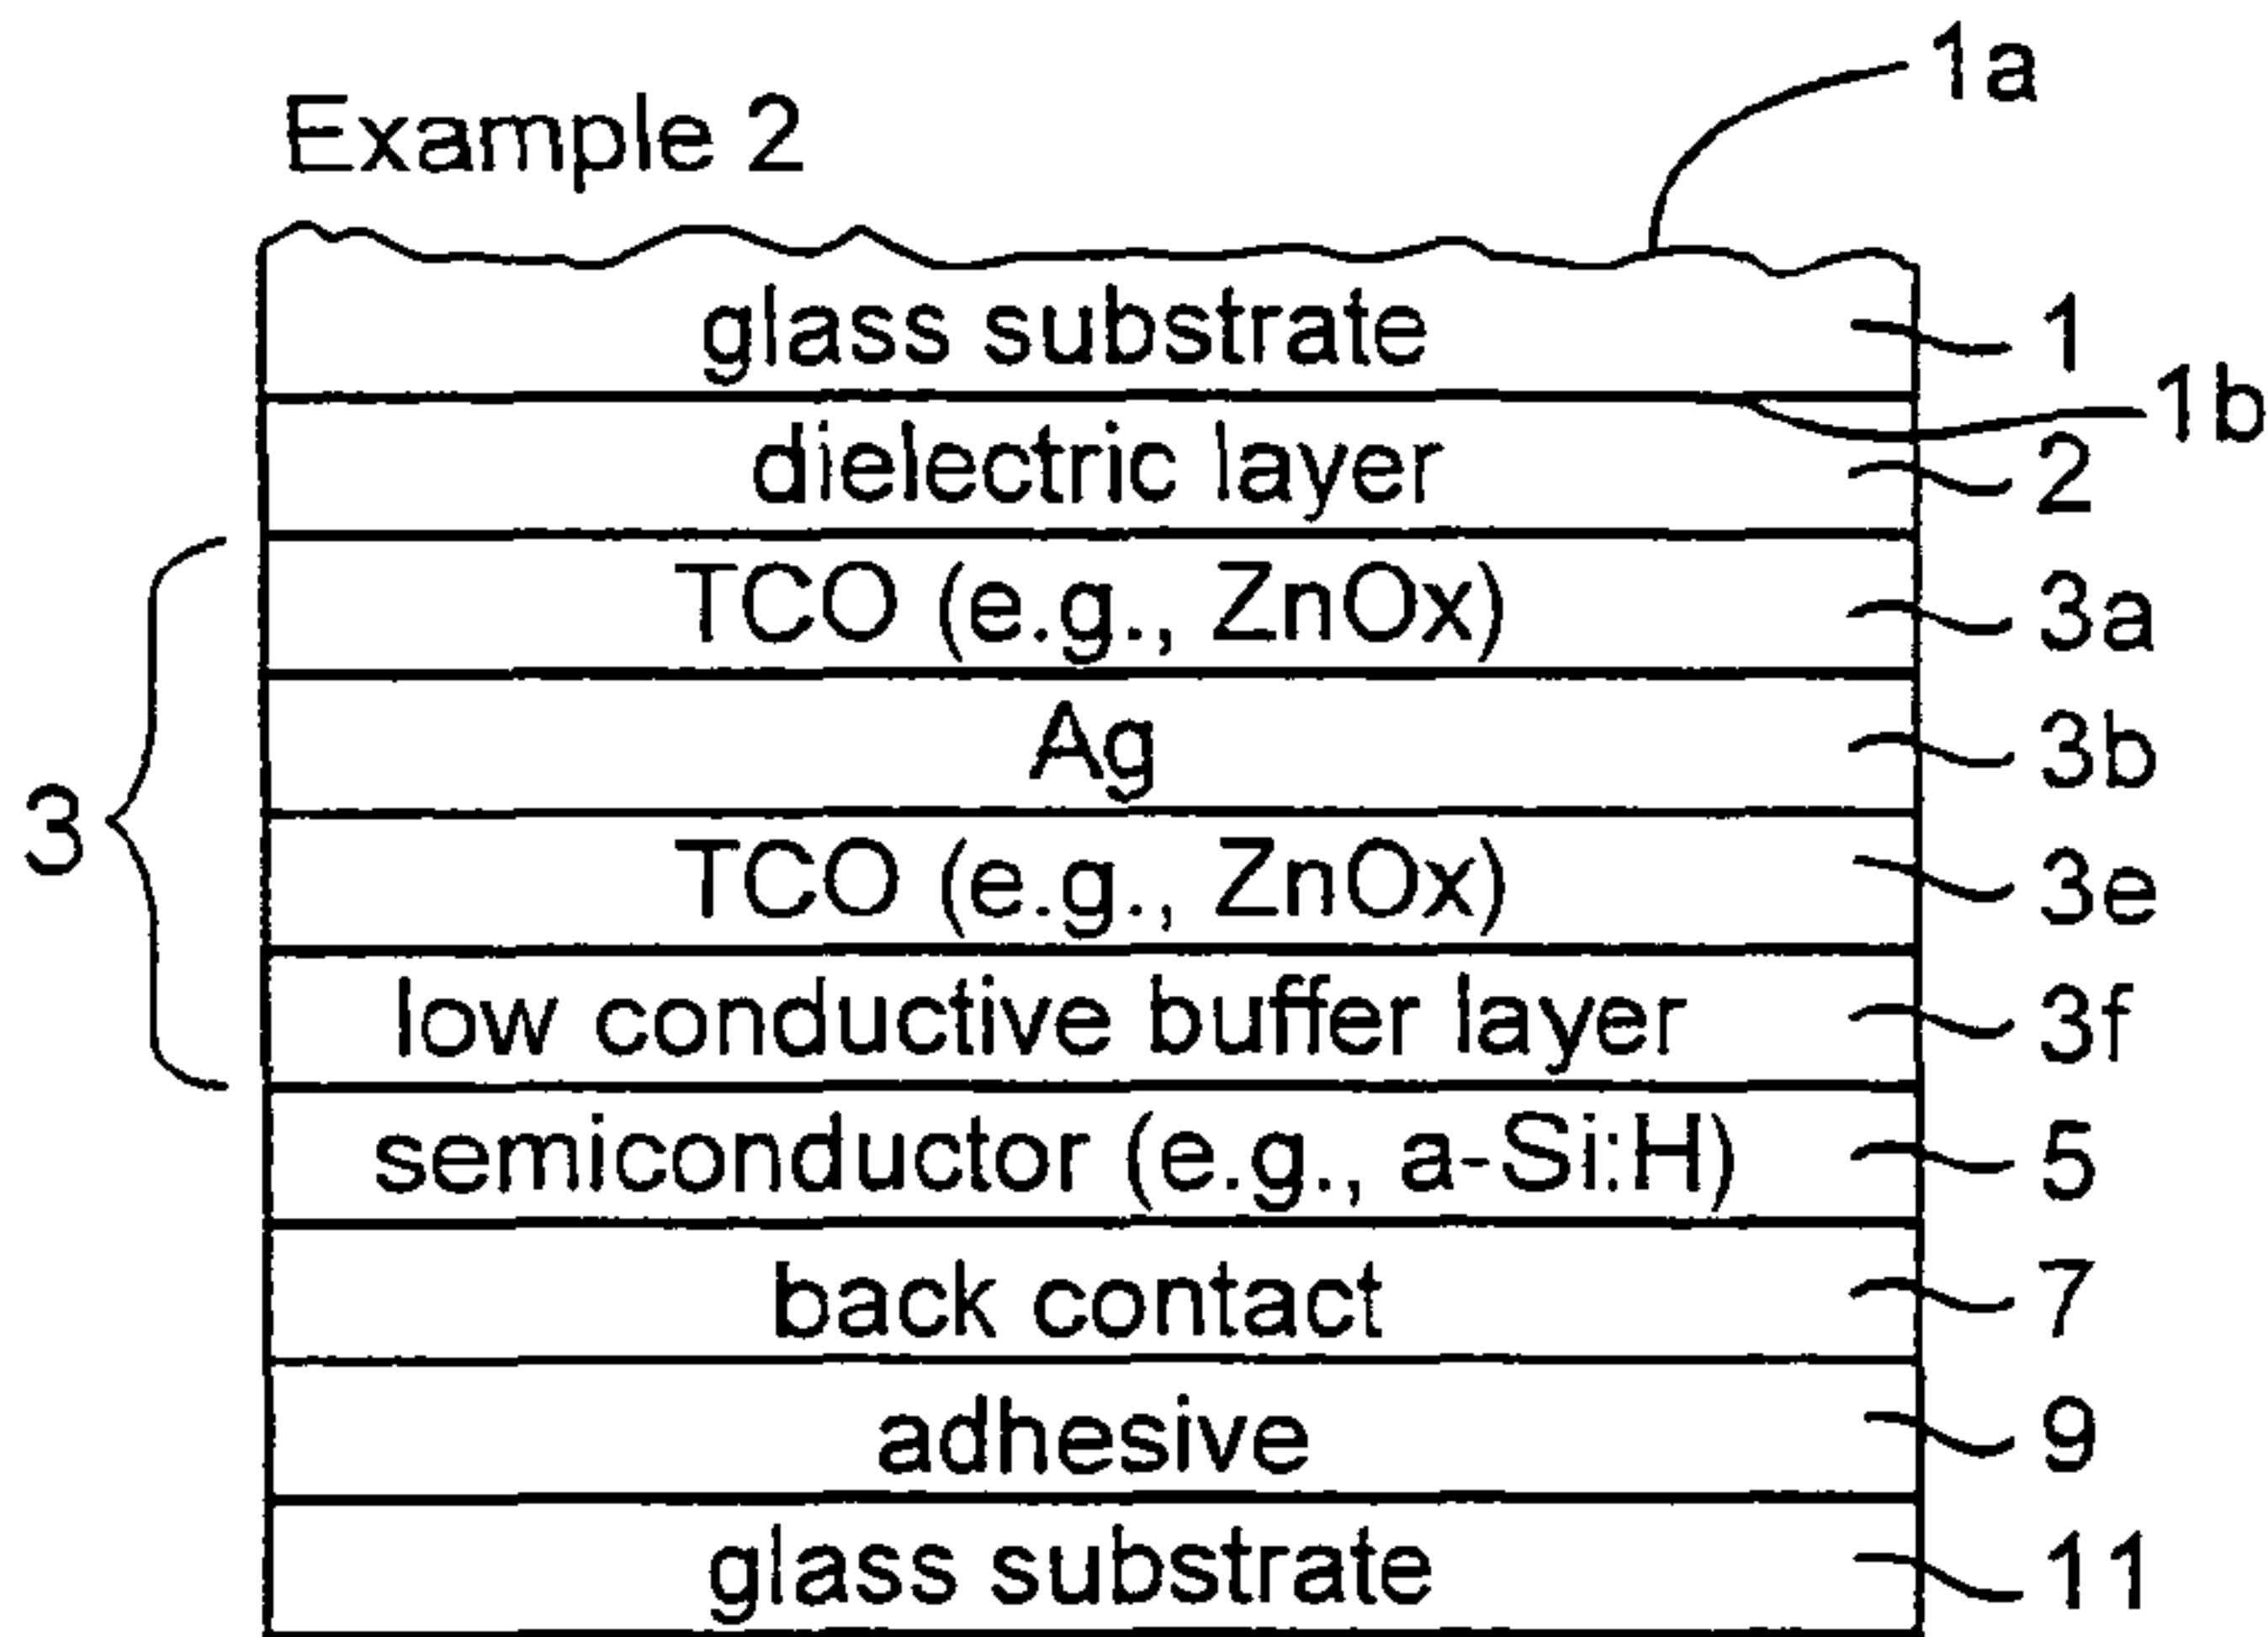 1a
Example 2
glass substrate 1
1b
dielectric layer 2
TCO (e.g., ZnOx) 3a
Ag 3b
3
TCO (e.g., ZnOx) 3e
low conductive buffer layer 3f
semiconductor (e.g., a-Si:H) 5
back contact 7
adhesive 9
glass substrate 11